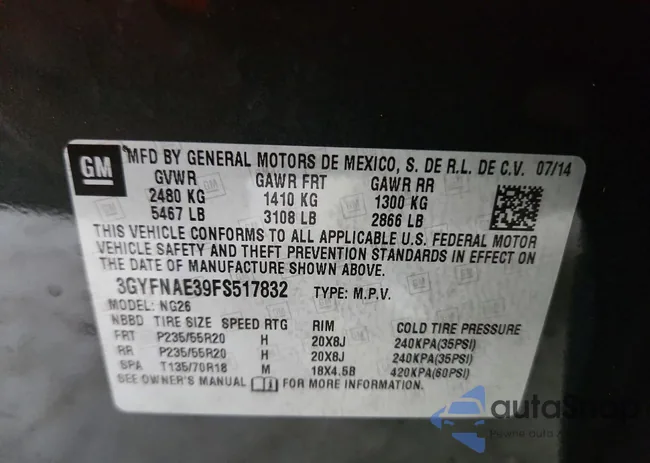 GM MFD BY GENERAL MOTORS DE MEXICO, S. DE R.L. DE C.V. 07/14
GVWR GAWR FRT GAWR RR
2480 KG 1410 KG 1300 KG
5467 LB 3108 LB 2866 LB
THIS VEHICLE CONFORMS TO ALL APPLICABLE U.S. FEDERAL MOTOR
VEHICLE SAFETY AND THEFT PREVENTION STANDARDS IN EFFECT ON
THE DATE OF MANUFACTURE SHOWN ABOVE.
3GYFNAE39FS517832 TYPE: M.P.V.
MODEL: NG26
NBBD TIRE SIZE SPEED RTG RIM COLD TIRE PRESSURE
FRT P235/55R20 H 20X8J 240KPA(35PSI)
RR P235/55R20 H 20X8J 240KPA(35PSI)
SPA T135/70R18 M 18X4.5B 420KPA(60PSI)
SEE OWNER'S MANUAL FOR MORE INFORMATION.
autaShop
Pewne auta